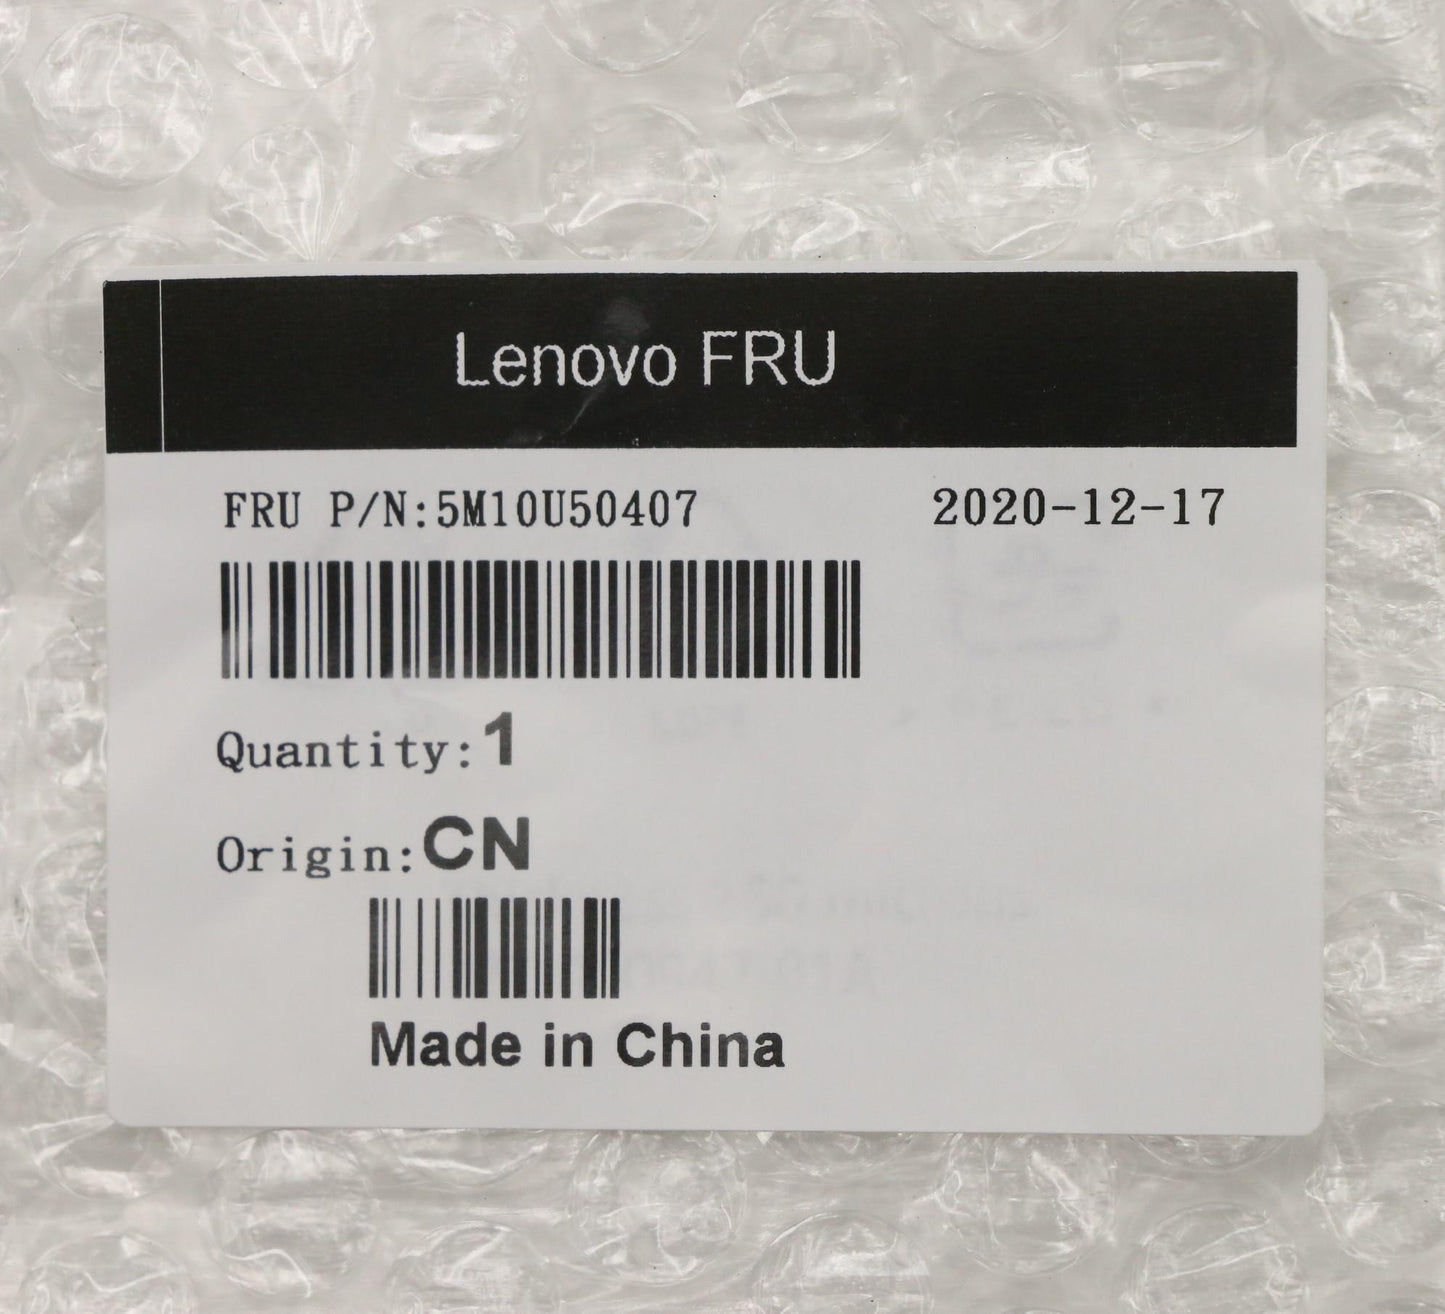 Lenovo FRU
FRU P/N:5M10U50407
2020-12-17
Quantity:1
Origin:CN
Made in China